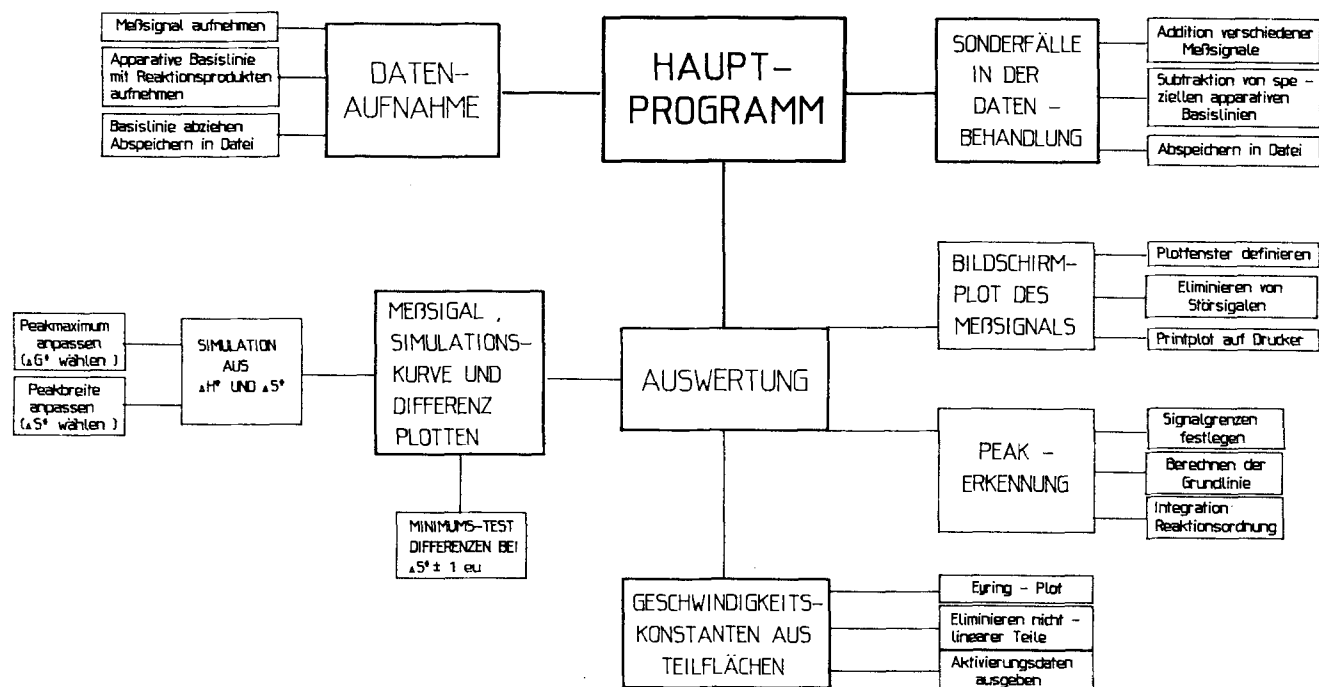 Meßsignal aufnehmen
Apparative Basislinie
mit Reaktionsprodukten
aufnehmen
Basislinie abziehen
Abspeichern in Datei
DATEN-
AUFNAHME
HAUPT-
PROGRAMM
SONDERFÄLLE
IN DER
DATEN -
BEHANDLUNG
Addition verschiedener
Meßsignale
Subtraktion von spe -
ziellen apparativen
Basislinien
Abspeichern in Datei
Peakmaximum
anpassen
(ΔG‡ wählen )
Peakbreite
anpassen
(ΔS‡ wählen )
SIMULATION
AUS
ΔH‡ UND ΔS‡
MEßSIGAL ,
SIMULATIONS-
KURVE UND
DIFFERENZ
PLOTTEN
MINIMUMS-TEST
DIFFERENZEN BEI
ΔS‡ ± 1 eu
AUSWERTUNG
BILDSCHIRM-
PLOT DES
MEßSIGNALS
Plotfenster definieren
Eliminieren von
Störsigalen
Printplot auf Drucker
PEAK -
ERKENNUNG
Signalgrenzen
festlegen
Berechnen der
Grundlinie
Integration
Reaktionsordnung
GESCHWINDIGKEITS-
KONSTANTEN AUS
TEILFLÄCHEN
Eyring - Plot
Eliminieren nicht -
linearer Teile
Aktivierungsdaten
ausgeben